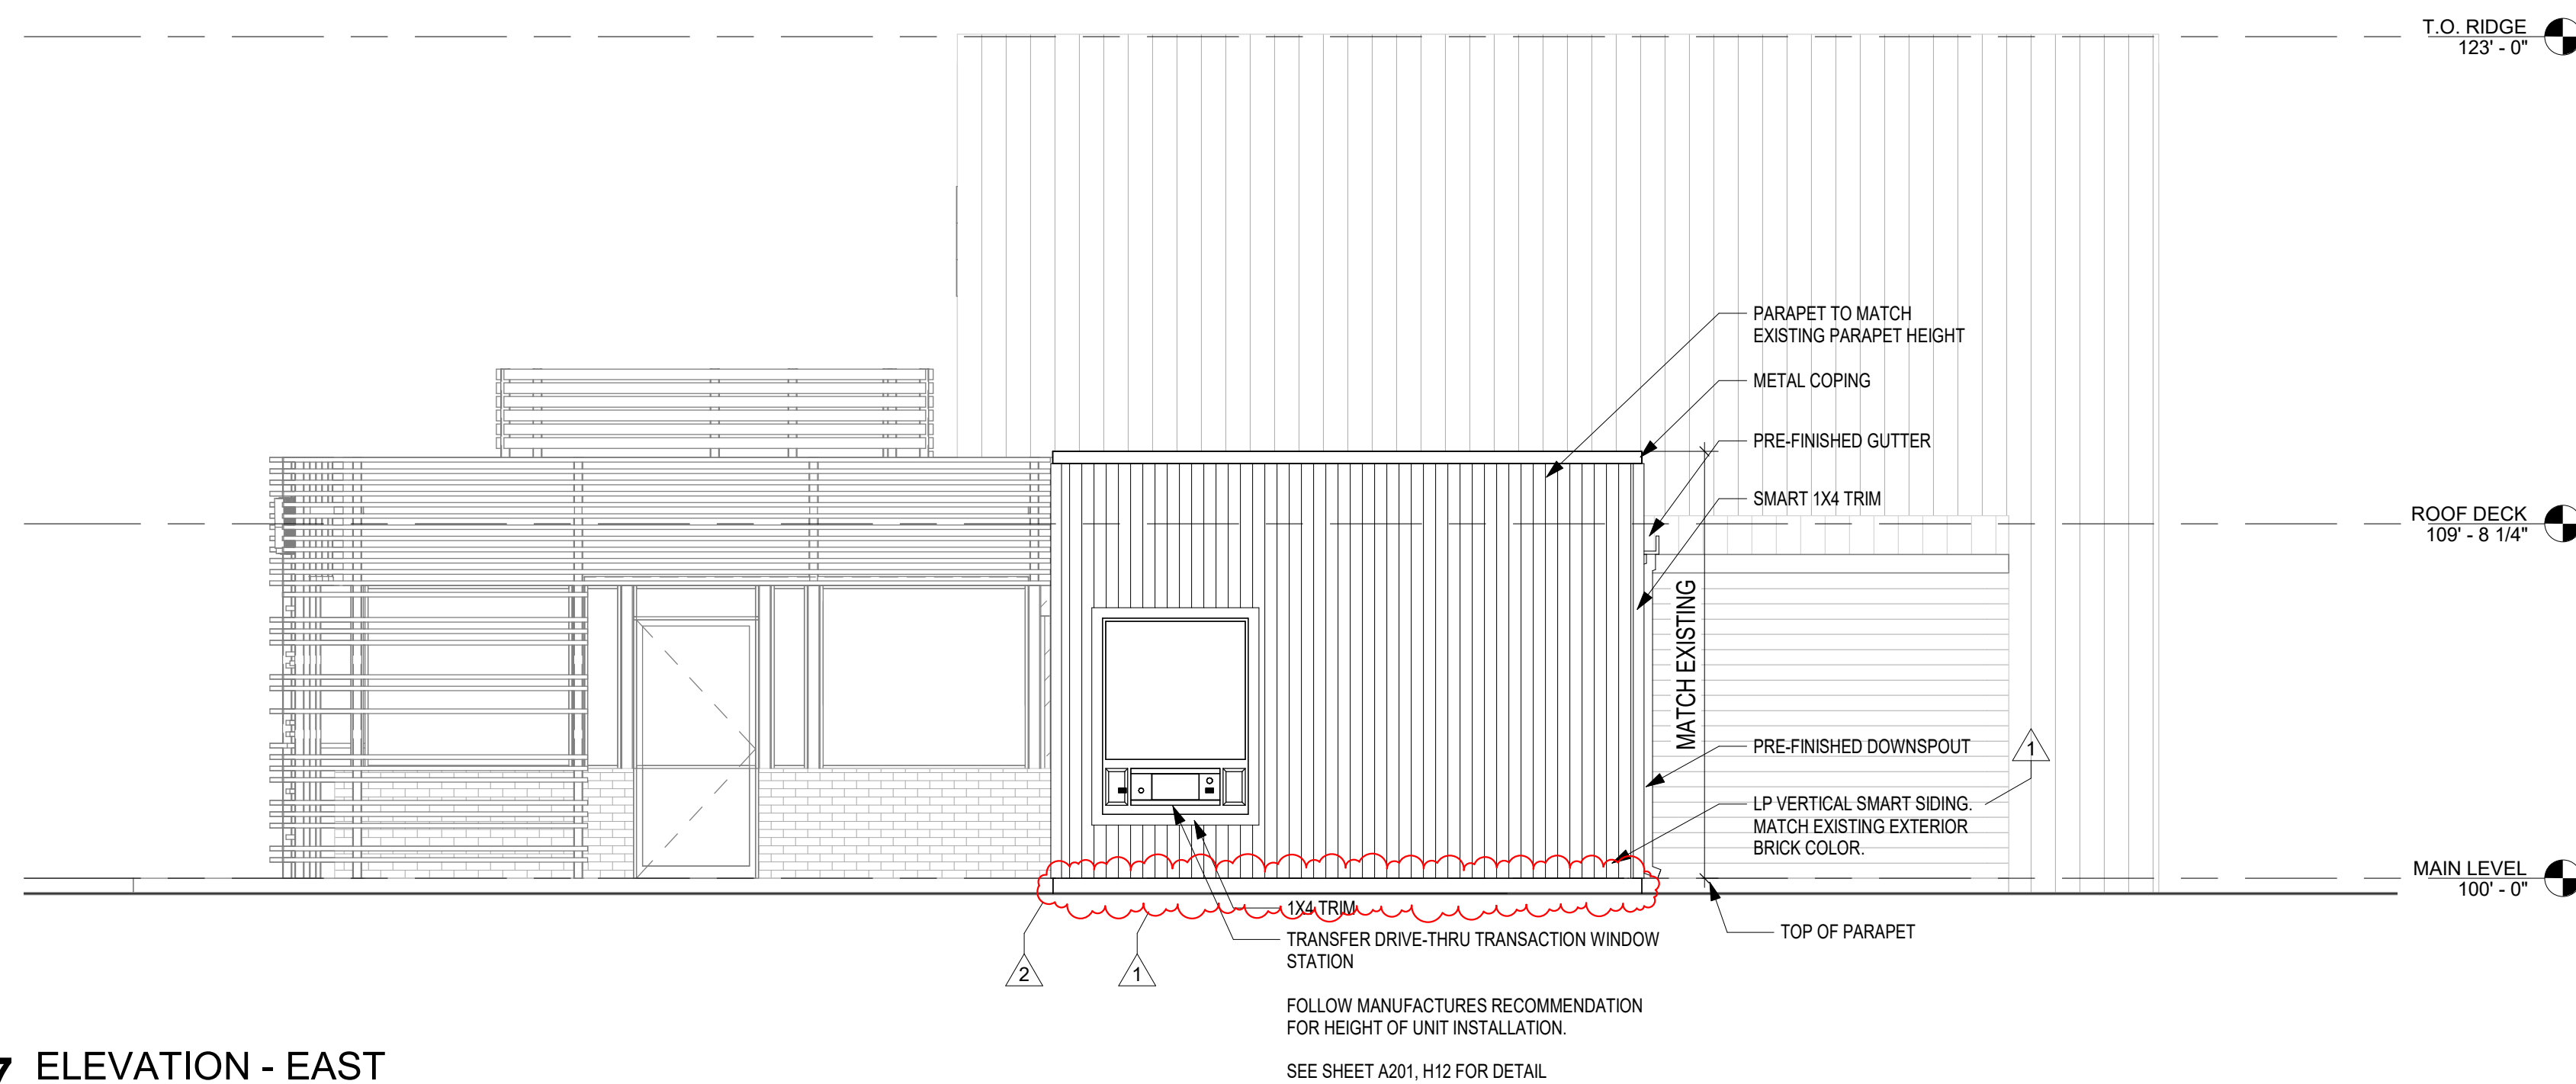 T.O. RIDGE
123' - 0"
PARAPET TO MATCH
EXISTING PARAPET HEIGHT
METAL COPING
PRE-FINISHED GUTTER
SMART 1X4 TRIM
ROOF DECK
109' - 8 1/4"
MATCH EXISTING
PRE-FINISHED DOWNSPOUT
1
LP VERTICAL SMART SIDING.
MATCH EXISTING EXTERIOR
BRICK COLOR.
MAIN LEVEL
100' - 0"
1X4 TRIM
TOP OF PARAPET
TRANSFER DRIVE-THRU TRANSACTION WINDOW
STATION
2
1
FOLLOW MANUFACTURES RECOMMENDATION
FOR HEIGHT OF UNIT INSTALLATION.
SEE SHEET A201, H12 FOR DETAIL
ELEVATION - EAST